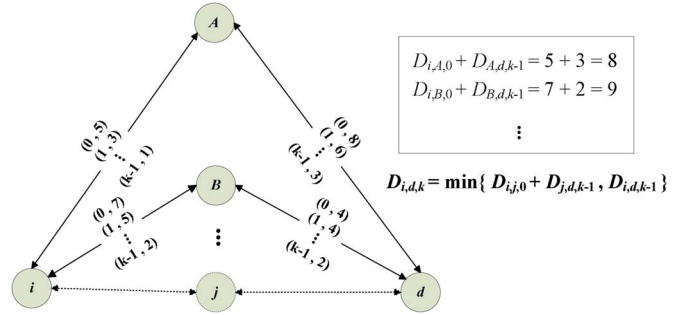 A
D_{i,A,0} + D_{A,d,k-1} = 5 + 3 = 8
D_{i,B,0} + D_{B,d,k-1} = 7 + 2 = 9
⋮
D_{i,d,k} = min{ D_{i,j,0} + D_{j,d,k-1} , D_{i,d,k-1} }
(0 , 5)
(1 , 3)
...
(k-1 , 1)
(0 , 8)
(1 , 6)
...
(k-1 , 3)
B
(0 , 7)
(1 , 5)
...
(k-1 , 2)
(0 , 4)
(1 , 4)
...
(k-1 , 2)
⋮
i
j
d